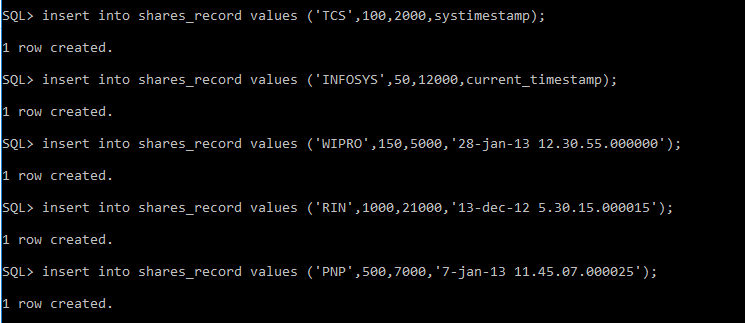 SQL> insert into shares_record values ('TCS',100,2000,systimestamp);
1 row created.
SQL> insert into shares_record values ('INFOSYS',50,12000,current_timestamp);
1 row created.
SQL> insert into shares_record values ('WIPRO',150,5000,'28-jan-13 12.30.55.000000');
1 row created.
SQL> insert into shares_record values ('RIN',1000,21000,'13-dec-12 5.30.15.000015');
1 row created.
SQL> insert into shares_record values ('PNP',500,7000,'7-jan-13 11.45.07.000025');
1 row created.